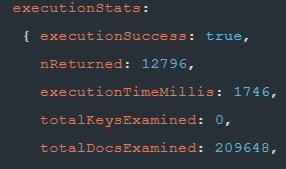 executionStats:
{ executionSuccess: true,
nReturned: 12796,
executionTimeMillis: 1746,
totalKeysExamined: 0,
totalDocsExamined: 209648,